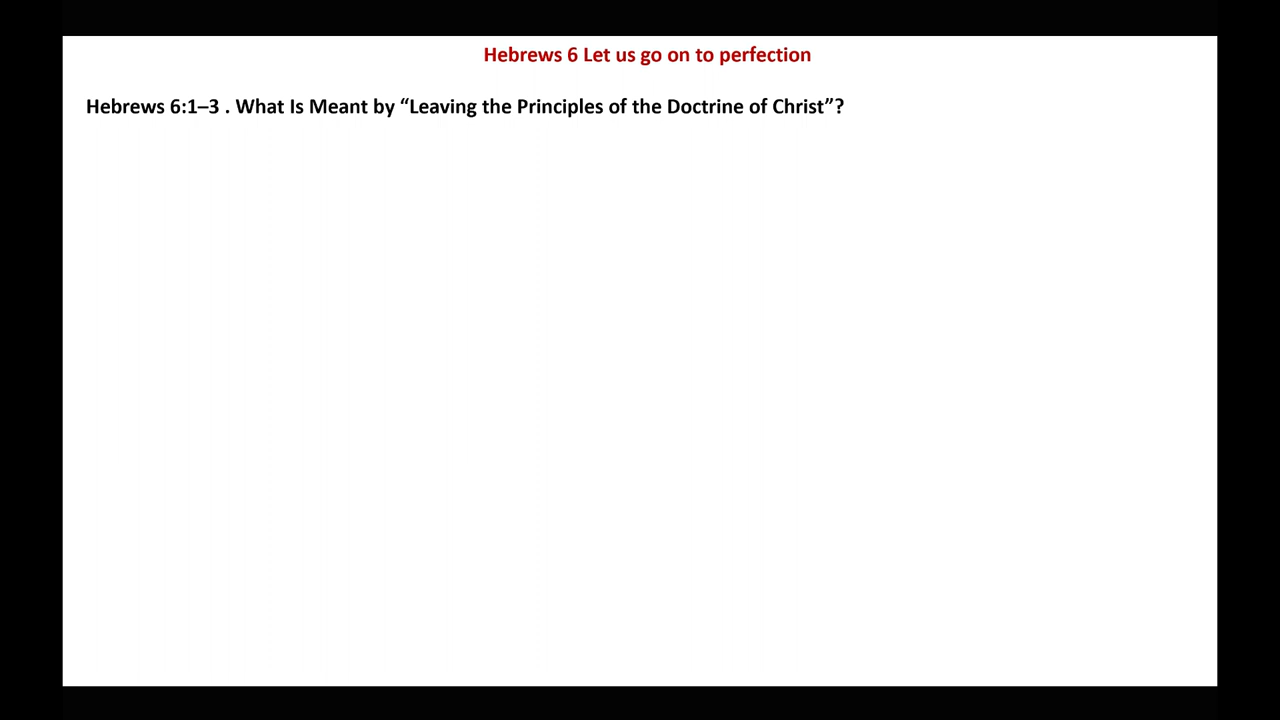 Hebrews 6 Let us go on to perfection
Hebrews 6:1–3 . What Is Meant by “Leaving the Principles of the Doctrine of Christ”?